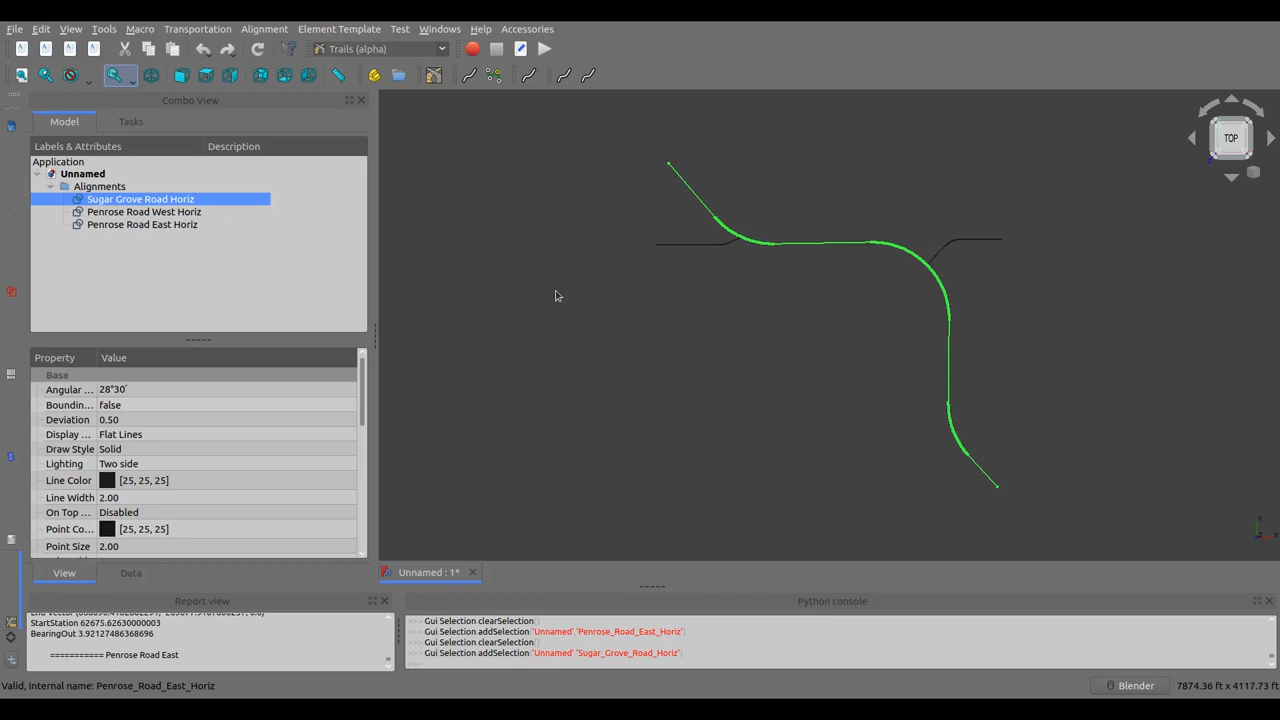 File Edit View Tools Macro Transportation Alignment Element Template Test Windows Help Accessories
Trails (alpha)
Combo View
Model Tasks
Labels & Attributes Description
Application
Unnamed
Alignments
Sugar Grove Road Horiz
Penrose Road West Horiz
Penrose Road East Horiz
TOP
Property Value
Base
Angular ... 28°30'
Boundin... false
Deviation 0.50
Display ... Flat Lines
Draw Style Solid
Lighting Two side
Line Color [25, 25, 25]
Line Width 2.00
On Top ... Disabled
Point Co... [25, 25, 25]
Point Size 2.00
View Data
Unnamed : 1*
Report view
StartStation 62675.62630000003
BearingOut 3.92127486368696
=========== Penrose Road East
Python console
>>> Gui Selection clearSelection()
>>> Gui Selection addSelection('Unnamed' 'Penrose_Road_East_Horiz')
>>> Gui Selection clearSelection()
>>> Gui Selection addSelection('Unnamed' 'Sugar_Grove_Road_Horiz')
>>>
Valid, Internal name: Penrose_Road_East_Horiz
Blender
7874.36 ft x 4117.73 ft